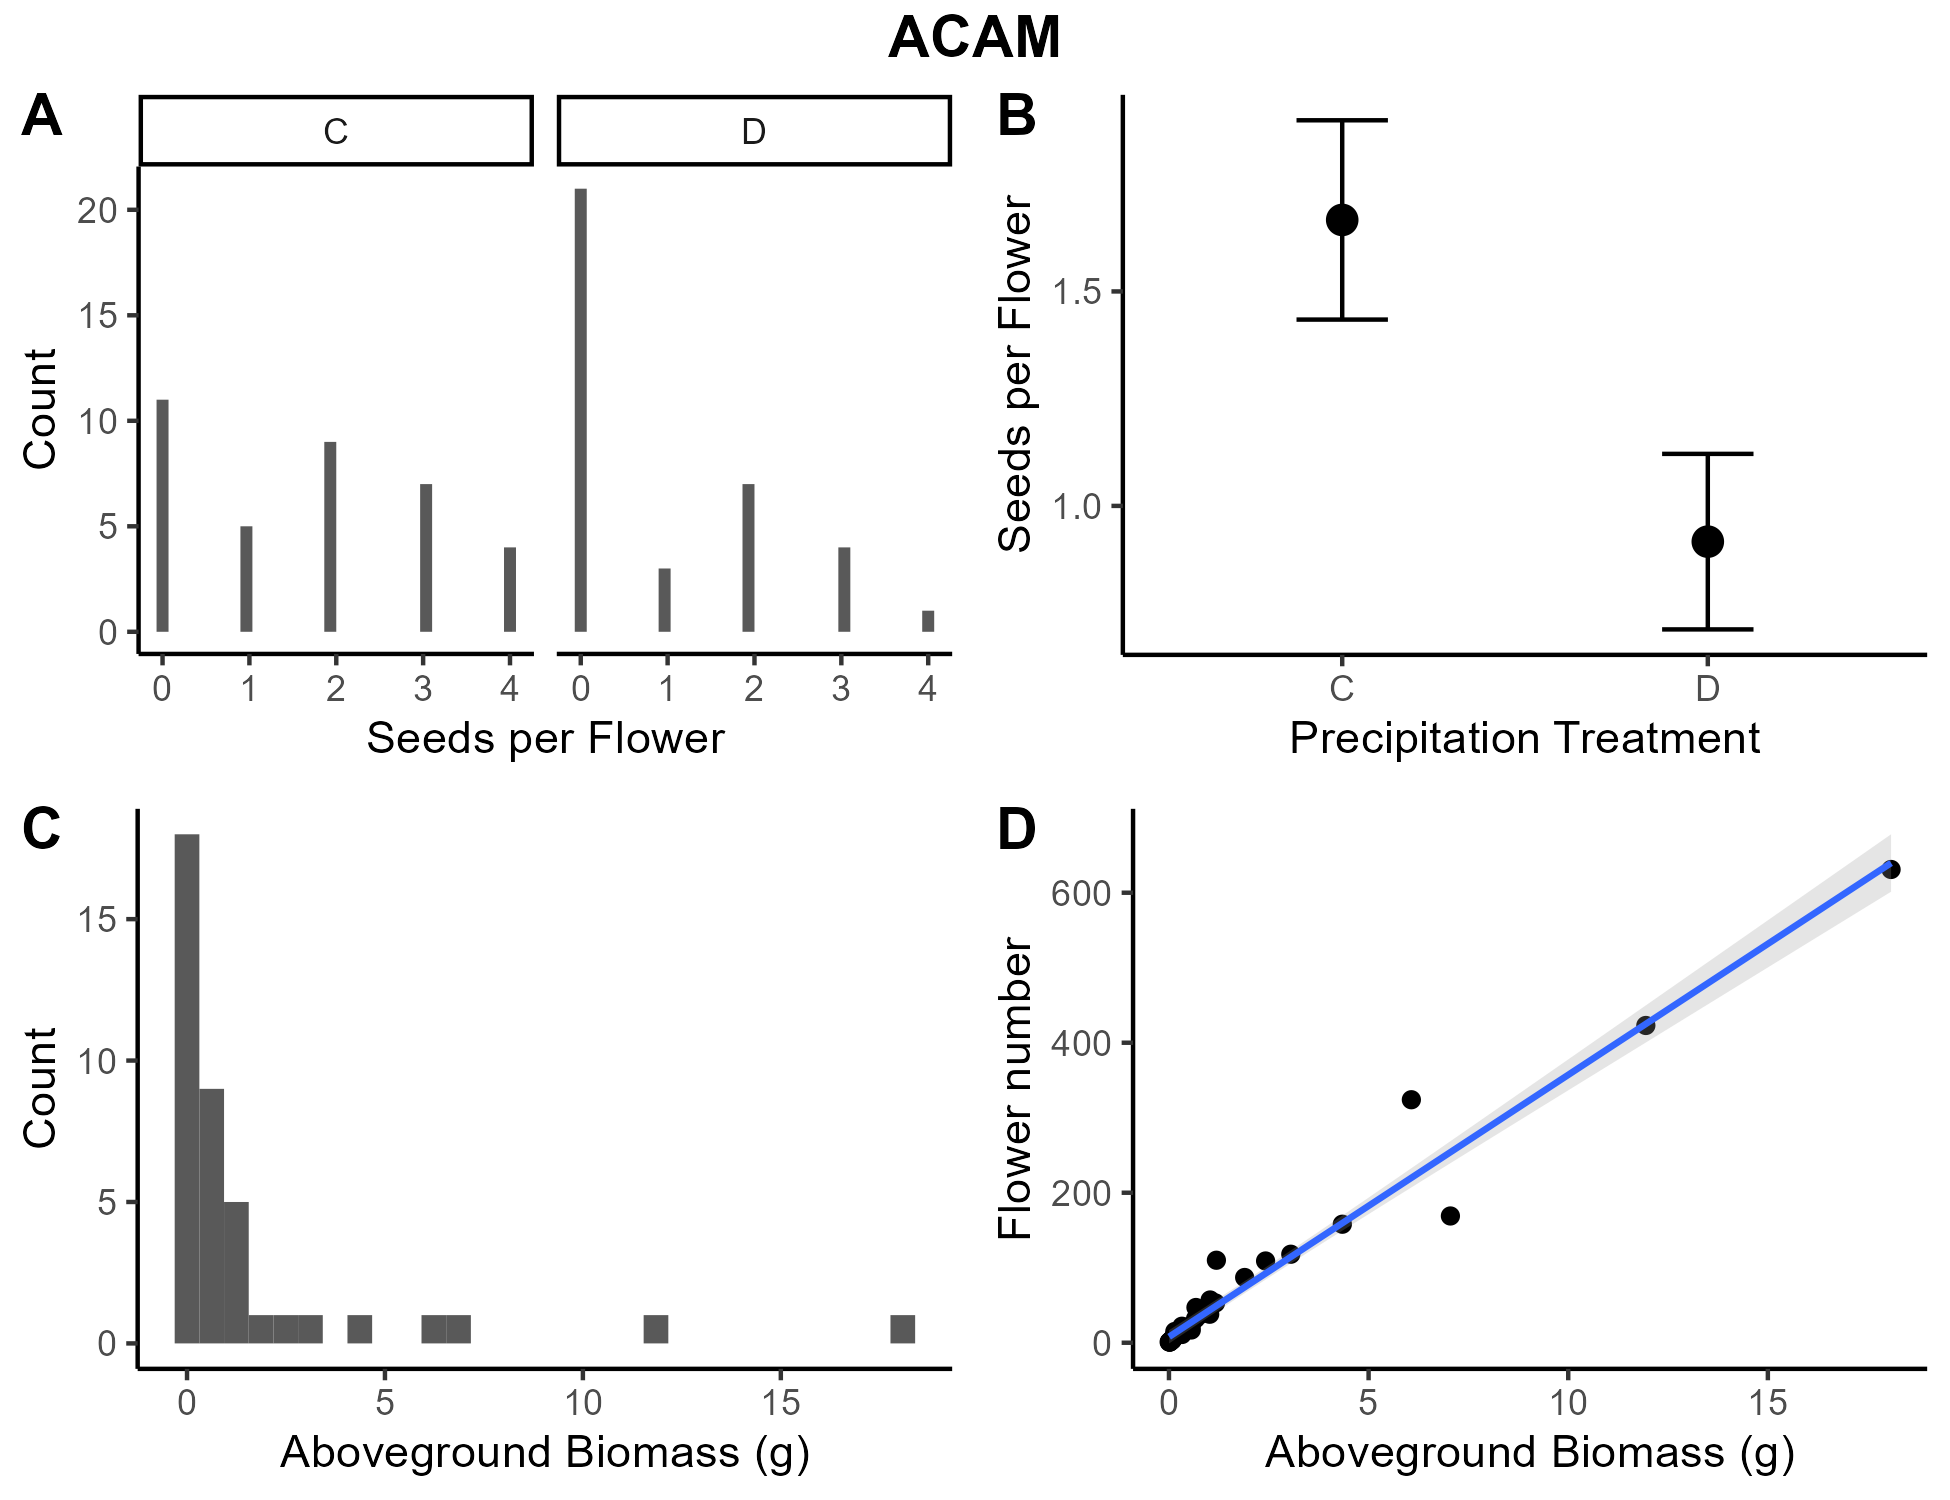 ACAM
A
C
D
20
15
10
5
0
Count
0 1 2 3 4
0 1 2 3 4
Seeds per Flower
B
1.5
1.0
Seeds per Flower
C D
Precipitation Treatment
C
15
10
5
0
Count
0 5 10 15
Aboveground Biomass (g)
D
600
400
200
0
Flower number
0 5 10 15
Aboveground Biomass (g)